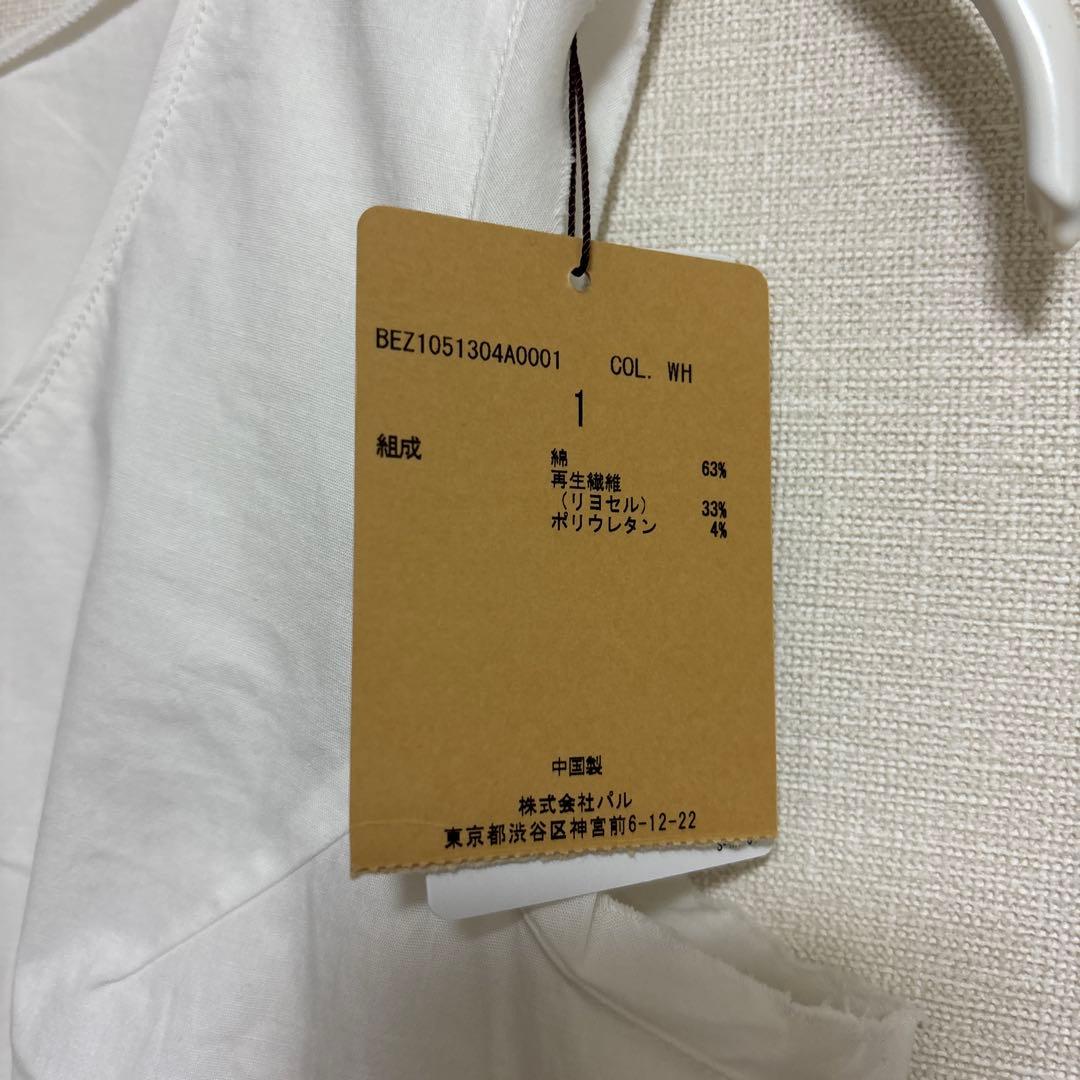 BEZ1051304A0001 COL. WH
1
組成
綿 63%
再生繊維
(リヨセル) 33%
ポリウレタン 4%
中国製
株式会社パル
東京都渋谷区神宮前6-12-22